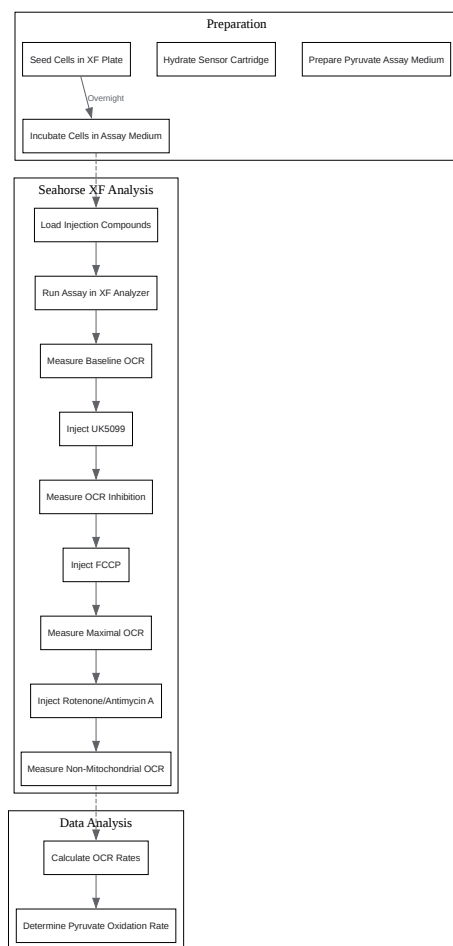 Preparation
Seed Cells in XF Plate
Hydrate Sensor Cartridge
Prepare Pyruvate Assay Medium
Overnight
Incubate Cells in Assay Medium
Seahorse XF Analysis
Load Injection Compounds
Run Assay in XF Analyzer
Measure Baseline OCR
Inject UK5099
Measure OCR Inhibition
Inject FCCP
Measure Maximal OCR
Inject Rotenone/Antimycin A
Measure Non-Mitochondrial OCR
Data Analysis
Calculate OCR Rates
Determine Pyruvate Oxidation Rate